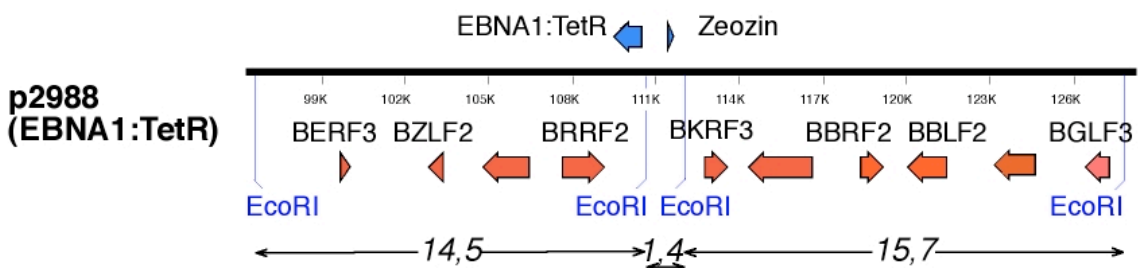 EBNA1:TetR Zeozin
p2988
(EBNA1:TetR)
99K 102K 105K 108K 111K 114K 117K 120K 123K 126K
BERF3 BZLF2 BRRF2 BKRF3 BBRF2 BBLF2 BGLF3
EcoRI EcoRI EcoRI EcoRI
14,5 1,4 15,7